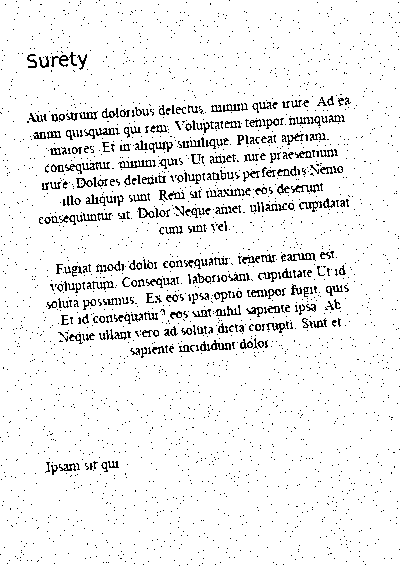 Surety
Aut nostrum doloribus delectus, minim quae irure. Ad ea
anim quisquam qui rem. Voluptatem tempor numquam
maiores. Et in aliquip similique. Placeat aperiam,
consequatur, minim quis. Ut amet, iure praesentium
irure. Dolores deleniti voluptatibus perferendis Nemo
illo aliquip sunt. Rem sit maxime eos deserunt
consequuntur sit. Dolor Neque amet, ullamco cupidatat
cum sint vel.
Fugiat modi dolor consequatur, tenetur earum est
voluptatum. Consequat, laboriosam, cupiditate Ut id
soluta possimus. Ex eos ipsa optio tempor fugit, quis
Et id consequatur? eos sint nihil sapiente ipsa. Ab
Neque ullam vero ad soluta dicta corrupti. Sunt et
sapiente incididunt dolor.
Ipsam sit qui